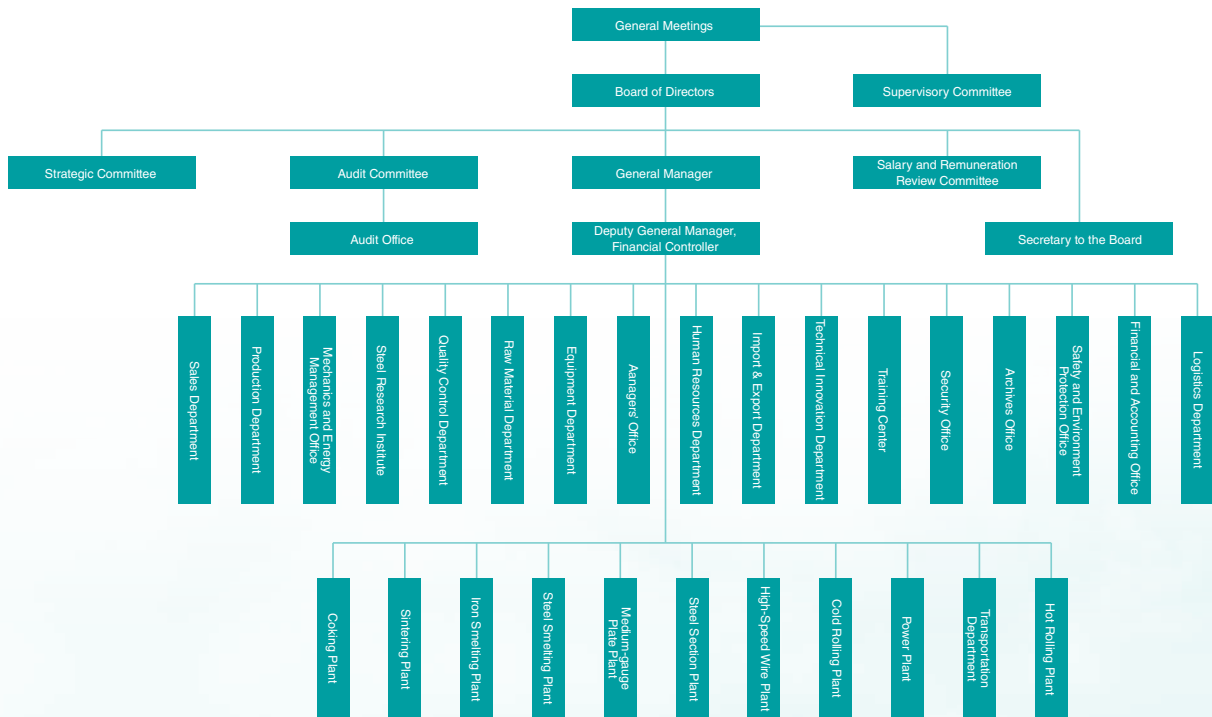 General Meetings
Board of Directors
Supervisory Committee
Strategic Committee
Audit Committee
General Manager
Salary and Remuneration
Review Committee
Audit Office
Deputy General Manager,
Financial Controller
Secretary to the Board
Sales Department
Production Department
Mechanics and Energy
Management Office
Steel Research Institute
Quality Control Department
Raw Material Department
Equipment Department
Aanagers' Office
Human Resources Department
Import & Export Department
Technical Innovation Department
Training Center
Security Office
Archives Office
Safety and Environment
Protection Office
Financial and Accounting Office
Logistics Department
Coking Plant
Sintering Plant
Iron Smelting Plant
Steel Smelting Plant
Medium-gauge
Plate Plant
Steel Section Plant
High-Speed Wire Plant
Cold Rolling Plant
Power Plant
Transportation
Department
Hot Rolling Plant